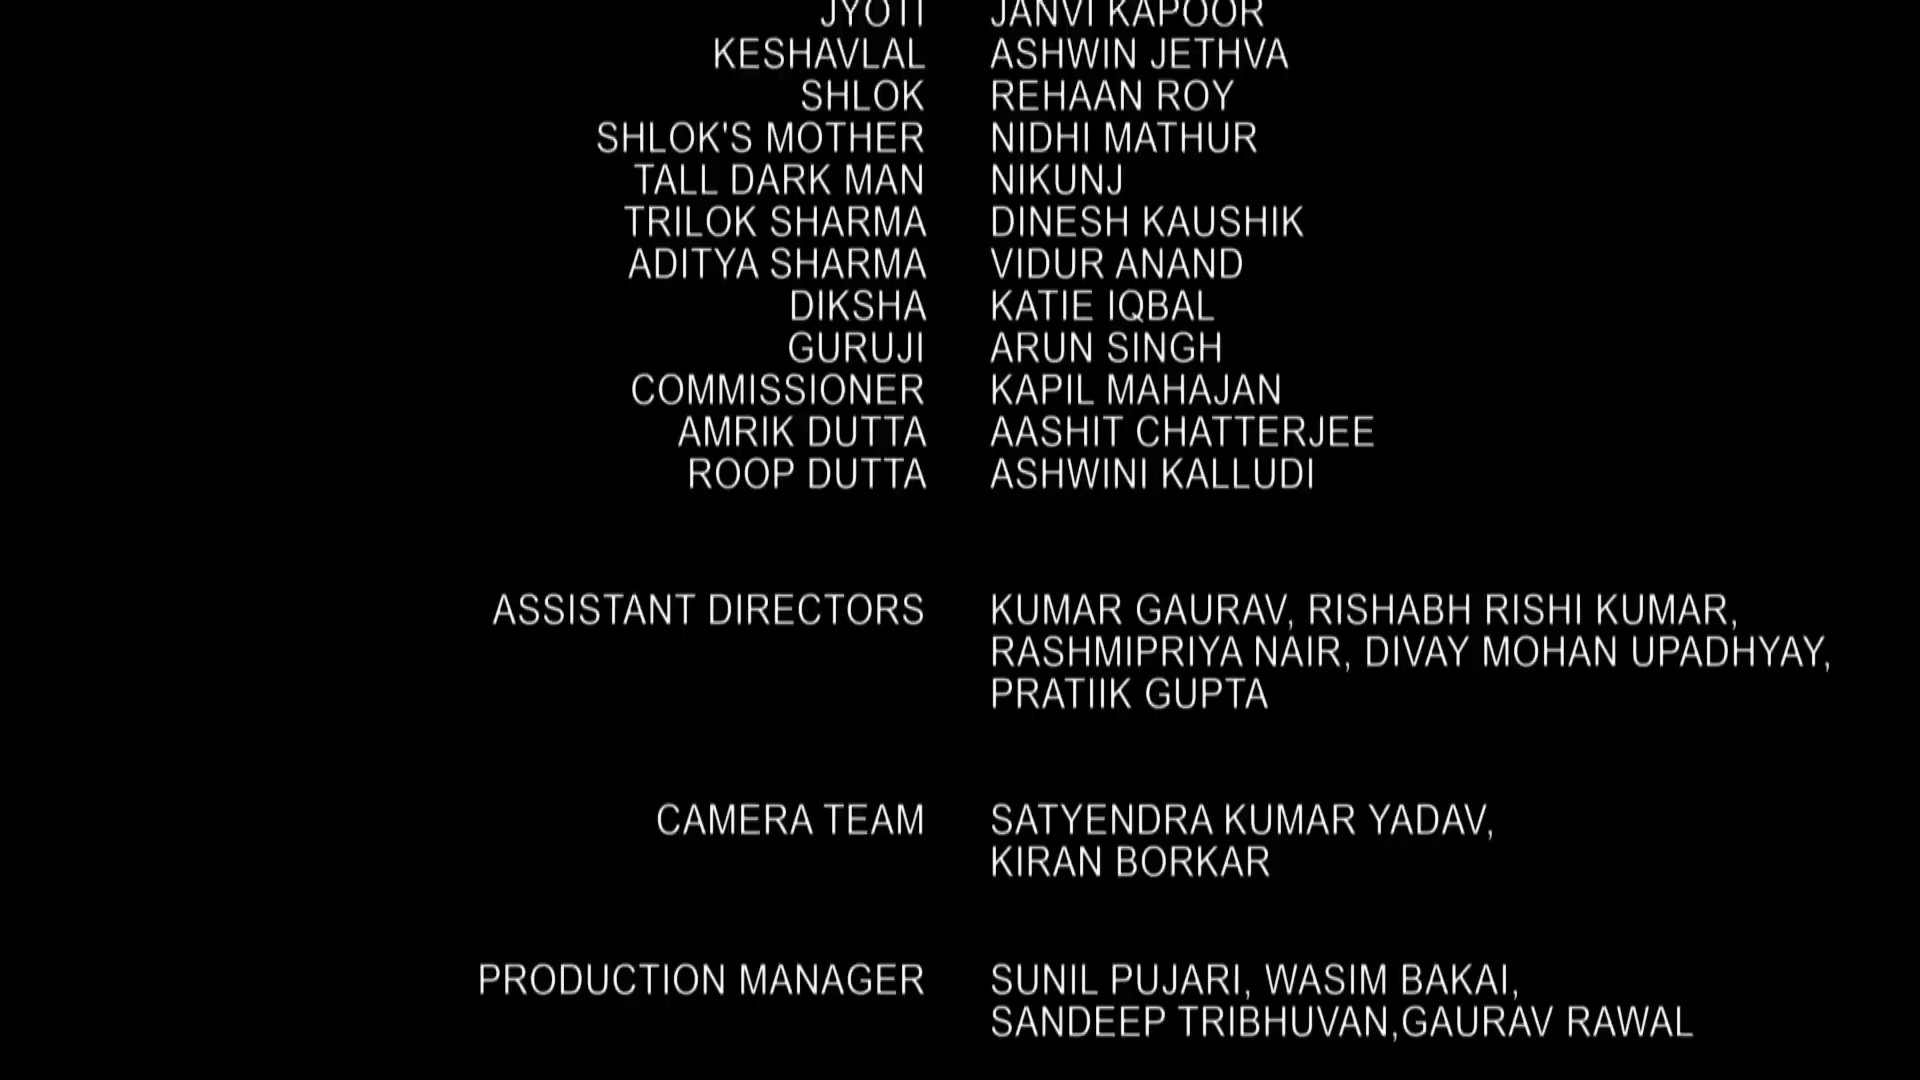 JYOTI JANVI KAPOOR
KESHAVLAL ASHWIN JETHVA
SHLOK REHAAN ROY
SHLOK'S MOTHER NIDHI MATHUR
TALL DARK MAN NIKUNJ
TRILOK SHARMA DINESH KAUSHIK
ADITYA SHARMA VIDUR ANAND
DIKSHA KATIE IQBAL
GURUJI ARUN SINGH
COMMISSIONER KAPIL MAHAJAN
AMRIK DUTTA AASHIT CHATTERJEE
ROOP DUTTA ASHWINI KALLUDI
ASSISTANT DIRECTORS KUMAR GAURAV, RISHABH RISHI KUMAR,
RASHMIPRIYA NAIR, DIVAY MOHAN UPADHYAY,
PRATIIK GUPTA
CAMERA TEAM SATYENDRA KUMAR YADAV,
KIRAN BORKAR
PRODUCTION MANAGER SUNIL PUJARI, WASIM BAKAI,
SANDEEP TRIBHUVAN,GAURAV RAWAL